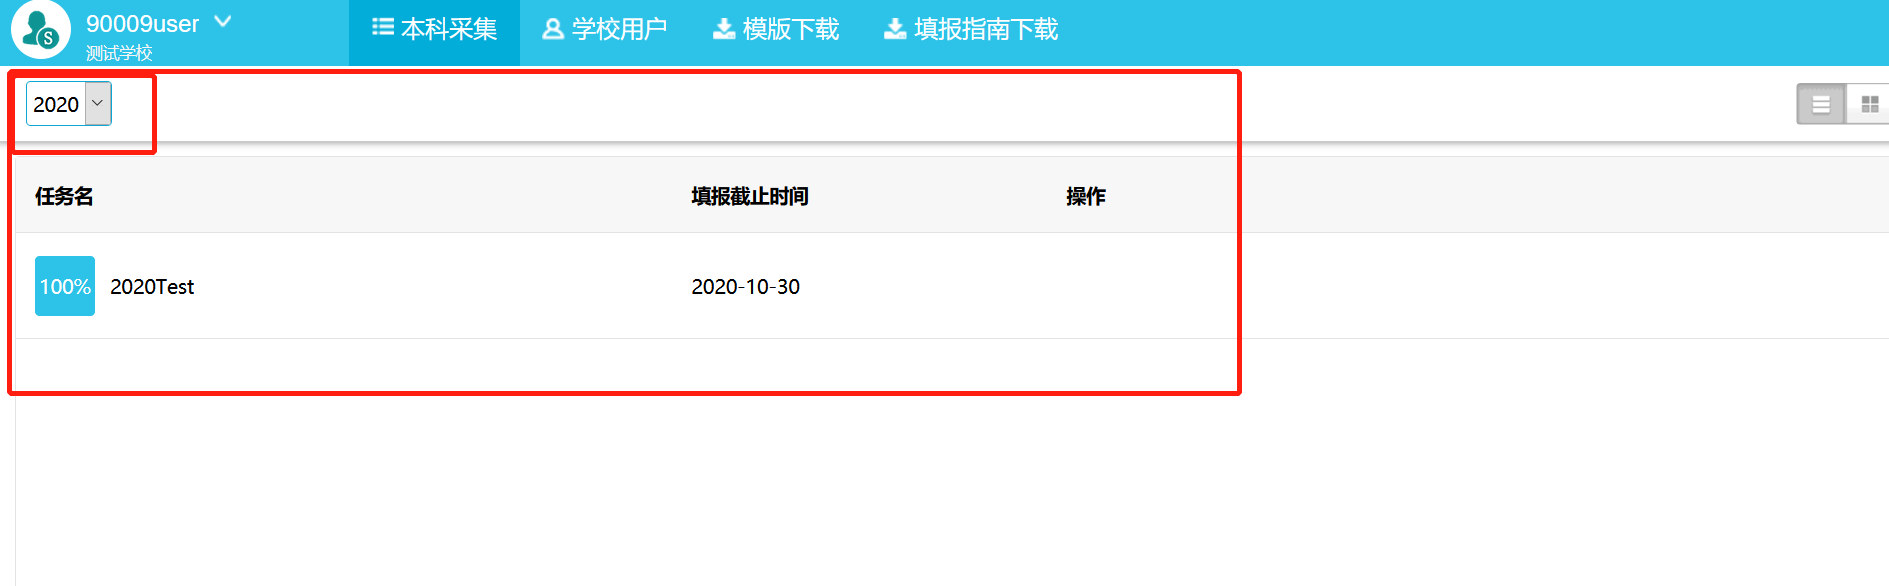 90009user
测试学校
本科采集 学校用户 模版下载 填报指南下载
2020
任务名 填报截止时间 操作
100% 2020Test 2020-10-30